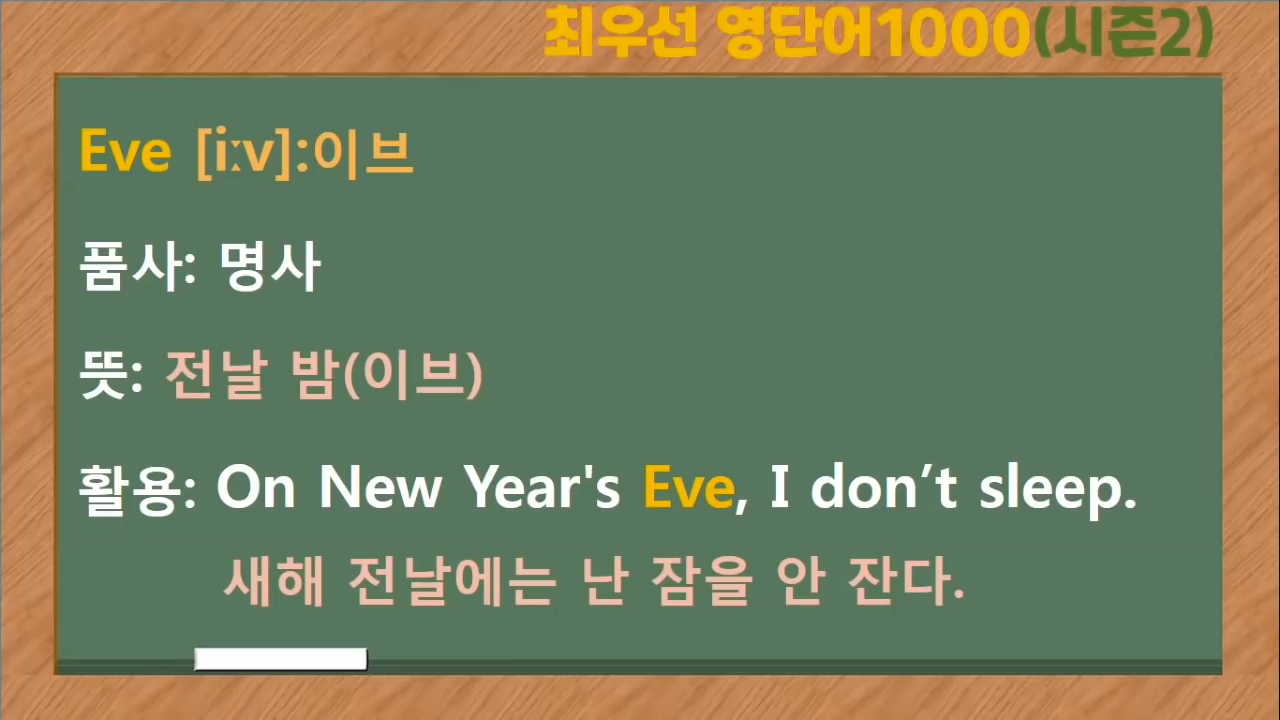 최우선 영단어1000(시즌2)
Eve [iːv]:이브
품사: 명사
뜻: 전날 밤(이브)
활용: On New Year's Eve, I don’t sleep.
새해 전날에는 난 잠을 안 잔다.